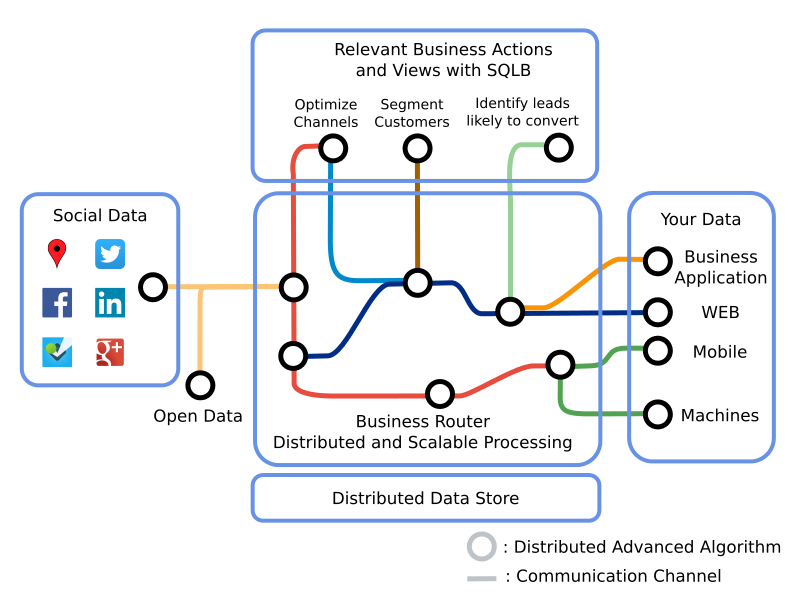 Relevant Business Actions
and Views with SQLB
Optimize
Channels
Segment
Customers
Identify leads
likely to convert
Social Data
f
in
g+
Open Data
Business Router
Distributed and Scalable Processing
Your Data
Business
Application
WEB
Mobile
Machines
Distributed Data Store
: Distributed Advanced Algorithm
: Communication Channel